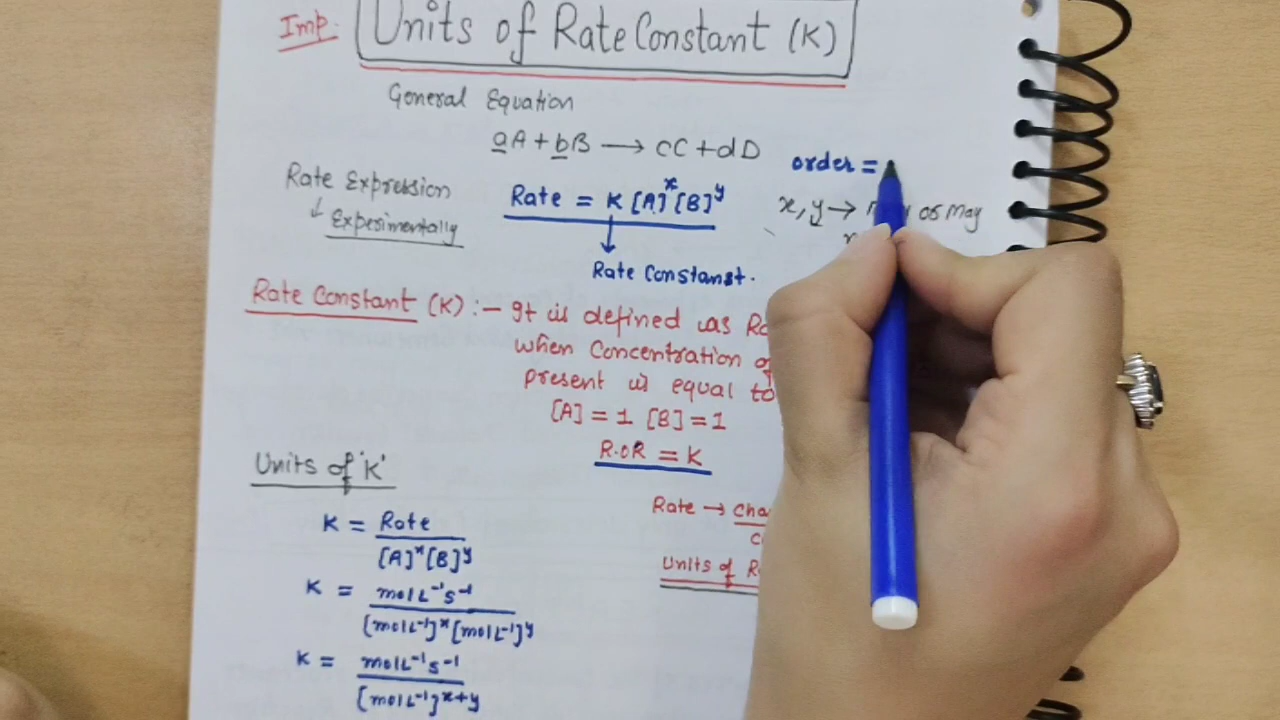 Imp. Units of Rate Constant (K)
General Equation
aA + bB → cC + dD
order =
Rate Expression
↓ Experimentally
Rate = K [A]^x [B]^y
x, y → or May
↓
Rate Constant.
Rate Constant (K) :- It is defined as
when Concentration
present is equal to
[A] = 1 [B] = 1
R.OR = K
Units of 'K'
Rate →
Units of
K = Rate / [A]^x [B]^y
K = mol L⁻¹ s⁻¹ / [mol L⁻¹]^x [mol L⁻¹]^y
K = mol L⁻¹ s⁻¹ / [mol L⁻¹]^x+y